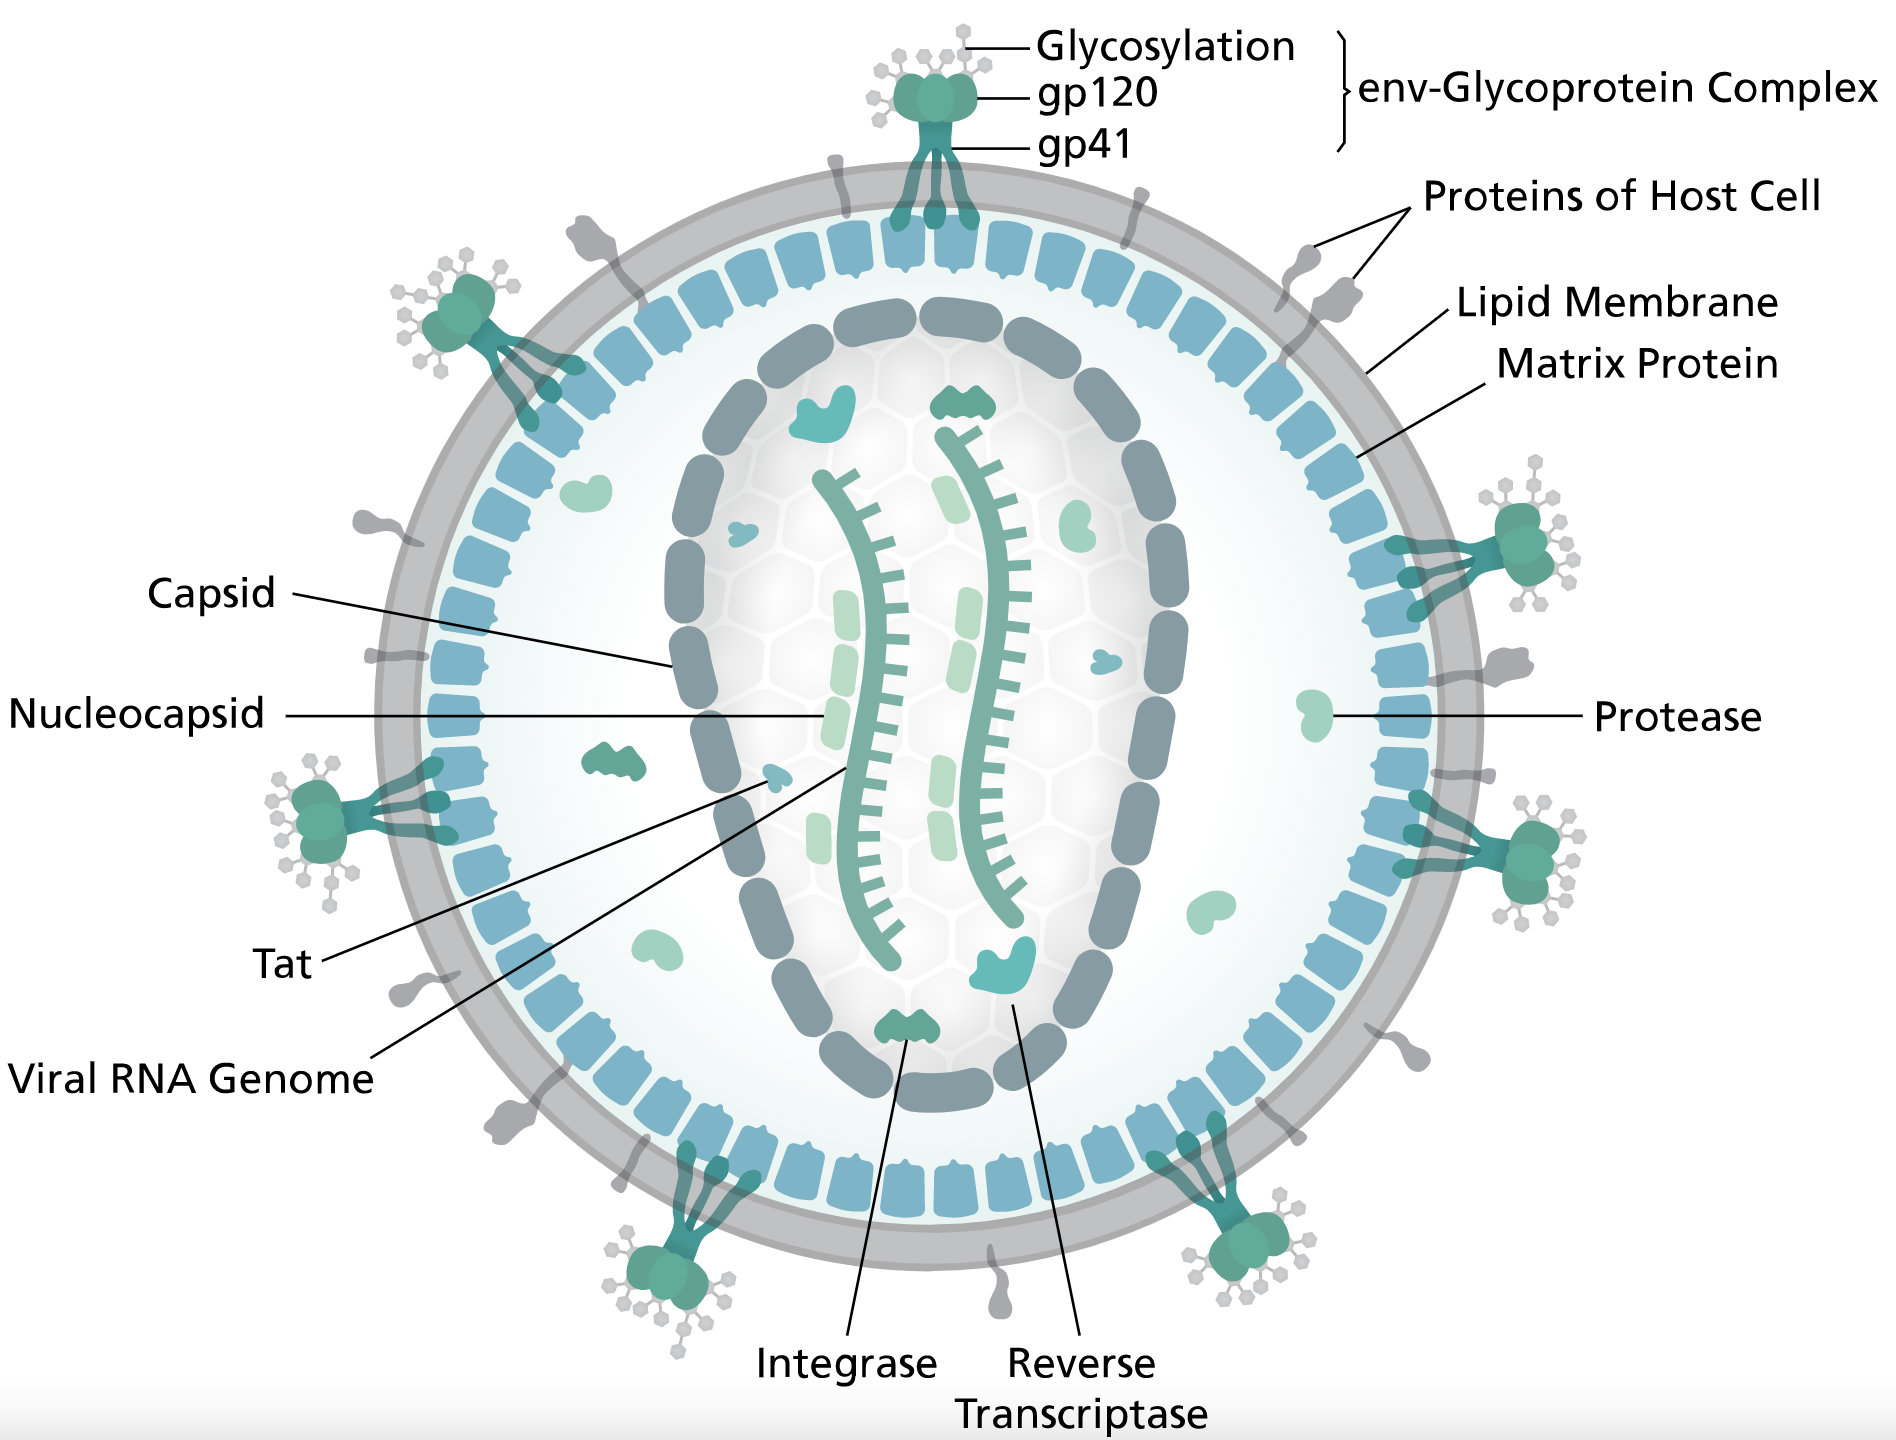 Glycosylation
gp120
gp41
env-Glycoprotein Complex
Proteins of Host Cell
Lipid Membrane
Matrix Protein
Capsid
Nucleocapsid
Protease
Tat
Viral RNA Genome
Integrase
Reverse
Transcriptase